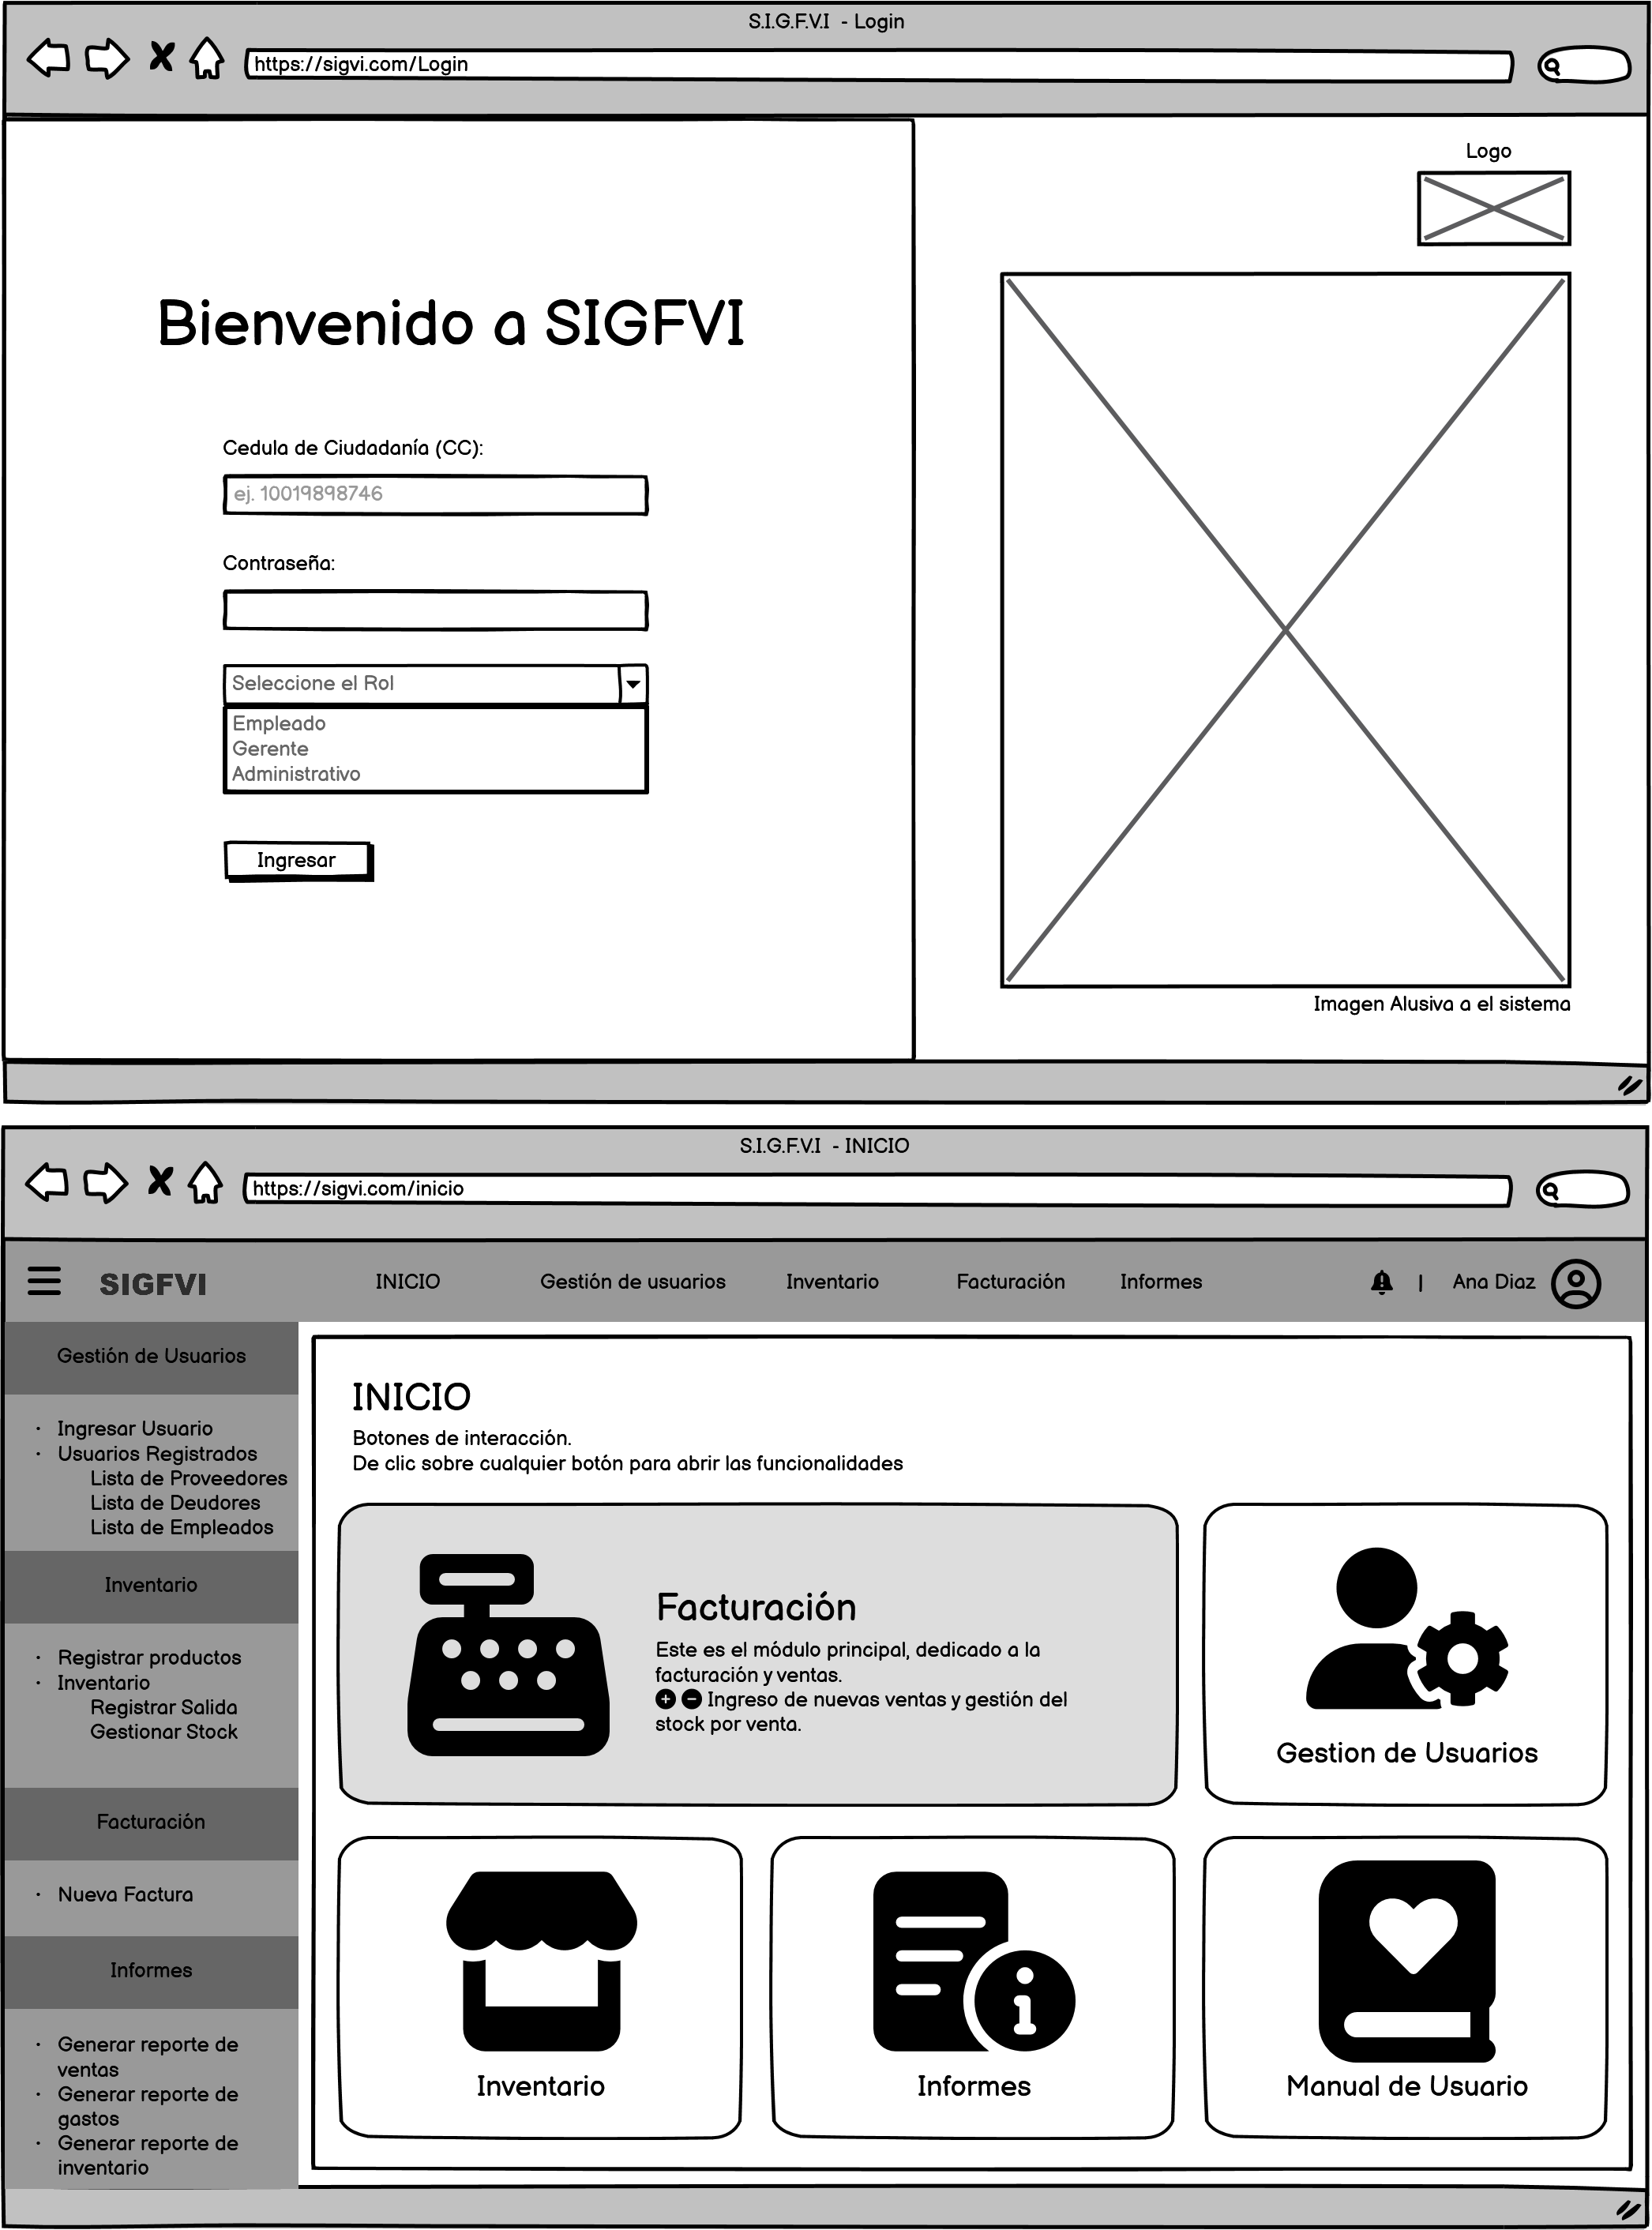 S.I.G.F.V.I - Login
https://sigvi.com/Login
Logo
Bienvenido a SIGFVI
Cedula de Ciudadanía (CC):
ej. 10019898746
Contraseña:
Seleccione el Rol
Empleado
Gerente
Administrativo
Ingresar
Imagen Alusiva a el sistema
S.I.G.F.V.I - INICIO
https://sigvi.com/inicio
SIGFVI INICIO Gestión de usuarios Inventario Facturación Informes | Ana Diaz
Gestión de Usuarios
· Ingresar Usuario
· Usuarios Registrados
Lista de Proveedores
Lista de Deudores
Lista de Empleados
Inventario
· Registrar productos
· Inventario
Registrar Salida
Gestionar Stock
Facturación
· Nueva Factura
Informes
· Generar reporte de
ventas
· Generar reporte de
gastos
· Generar reporte de
inventario
INICIO
Botones de interacción.
De clic sobre cualquier botón para abrir las funcionalidades
Facturación
Este es el módulo principal, dedicado a la
facturación y ventas.
Ingreso de nuevas ventas y gestión del
stock por venta.
Gestion de Usuarios
Inventario
Informes
Manual de Usuario